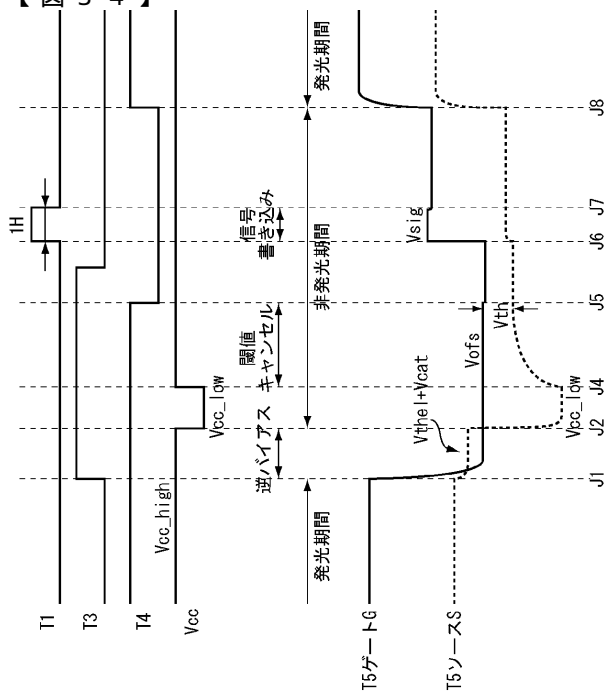 【図３４】
T1
1H
T3
T4
Vcc
Vcc_high
Vcc_low
発光期間
逆バイアス
閾値
キャンセル
信号
書き込み
非発光期間
発光期間
T5ゲートG
T5ソースS
Vthel+Vcat
Vofs
Vth
Vsig
Vcc_low
J1
J2
J4
J5
J6
J7
J8